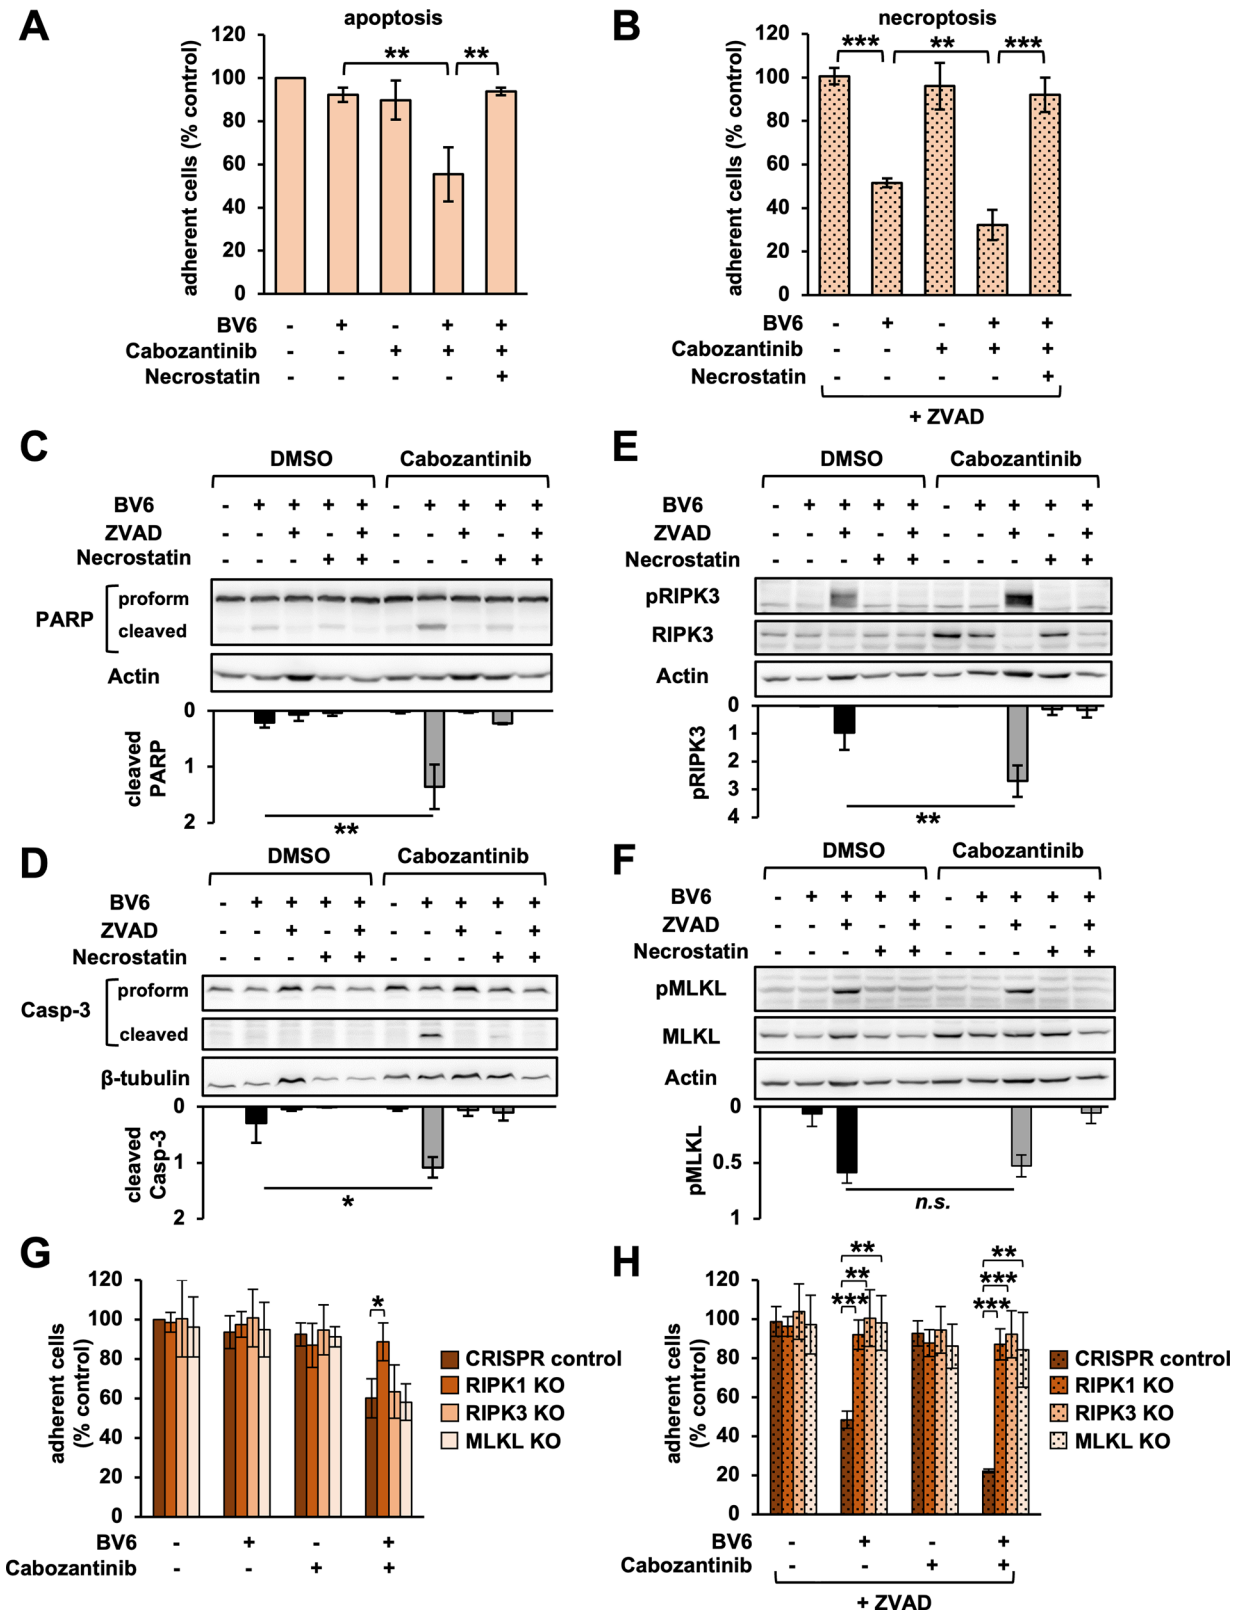 A
apoptosis
adherent cells (% control)
120
100
80
60
40
20
0
** **
BV6 - + - + +
Cabozantinib - - + + +
Necrostatin - - - - +
B
necroptosis
adherent cells (% control)
120
100
80
60
40
20
0
*** ** ***
BV6 - + - + +
Cabozantinib - - + + +
Necrostatin - - - - +
+ ZVAD
C
DMSO Cabozantinib
BV6 - + + + + - + + + +
ZVAD - - + - + - - + - +
Necrostatin - - - + + - - - + +
PARP
proform
cleaved
Actin
cleaved
PARP
0
1
2
**
E
DMSO Cabozantinib
BV6 - + + + + - + + + +
ZVAD - - + - + - - + - +
Necrostatin - - - + + - - - + +
pRIPK3
RIPK3
Actin
pRIPK3
0
1
2
3
4
**
D
DMSO Cabozantinib
BV6 - + + + + - + + + +
ZVAD - - + - + - - + - +
Necrostatin - - - + + - - - + +
Casp-3
proform
cleaved
β-tubulin
cleaved
Casp-3
0
1
2
*
F
DMSO Cabozantinib
BV6 - + + + + - + + + +
ZVAD - - + - + - - + - +
Necrostatin - - - + + - - - + +
pMLKL
MLKL
Actin
pMLKL
0
0.5
1
n.s.
G
adherent cells
(% control)
120
100
80
60
40
20
0
*
CRISPR control
RIPK1 KO
RIPK3 KO
MLKL KO
BV6 - + - +
Cabozantinib - - + +
H
adherent cells
(% control)
120
100
80
60
40
20
0
** **
** ***
*** ***
CRISPR control
RIPK1 KO
RIPK3 KO
MLKL KO
BV6 - + - +
Cabozantinib - - + +
+ ZVAD